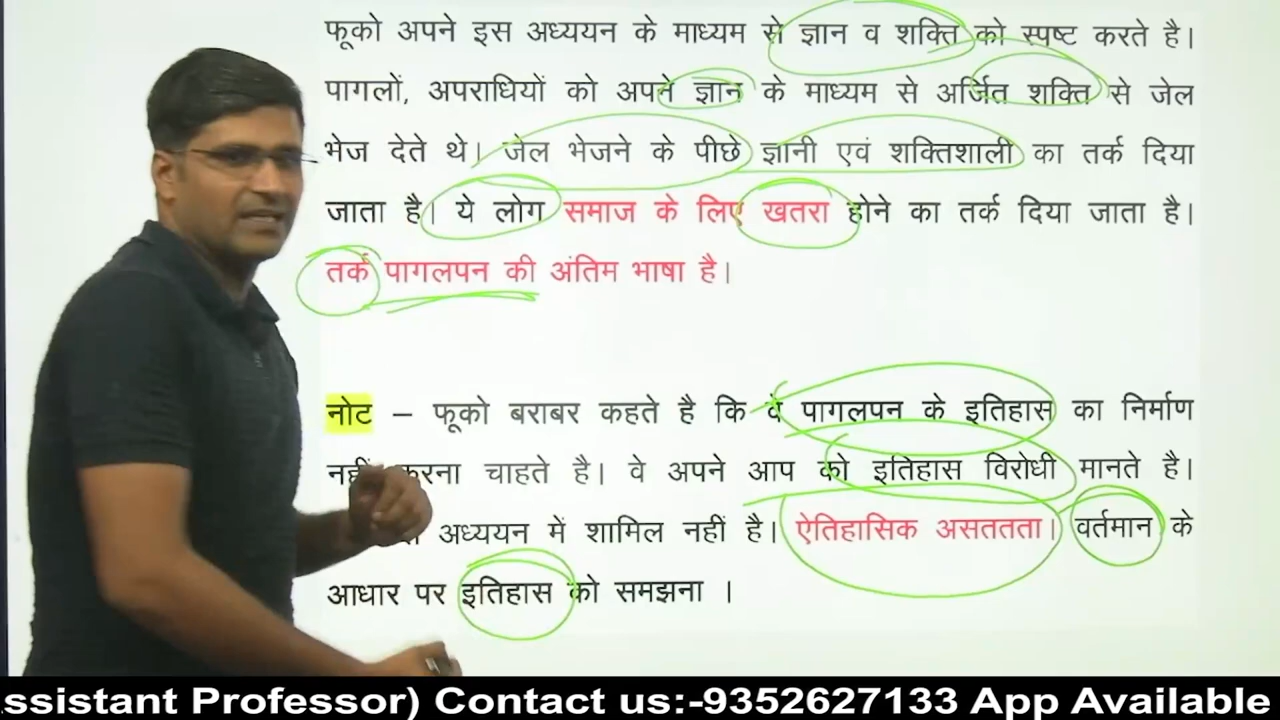 फूको अपने इस अध्ययन के माध्यम से ज्ञान व शक्ति को स्पष्ट करते है।
पागलों, अपराधियों को अपने ज्ञान के माध्यम से अर्जित शक्ति से जेल
भेज देते थे। जेल भेजने के पीछे ज्ञानी एवं शक्तिशाली का तर्क दिया
जाता है। ये लोग समाज के लिए खतरा होने का तर्क दिया जाता है।
तर्क पागलपन की अंतिम भाषा है।
नोट – फूको बराबर कहते है कि वे पागलपन के इतिहास का निर्माण
नहीं करना चाहते है। वे अपने आप को इतिहास विरोधी मानते है।
अध्ययन में शामिल नहीं है। ऐतिहासिक असततता। वर्तमान के
आधार पर इतिहास को समझना ।
ssistant Professor) Contact us:-9352627133 App Available